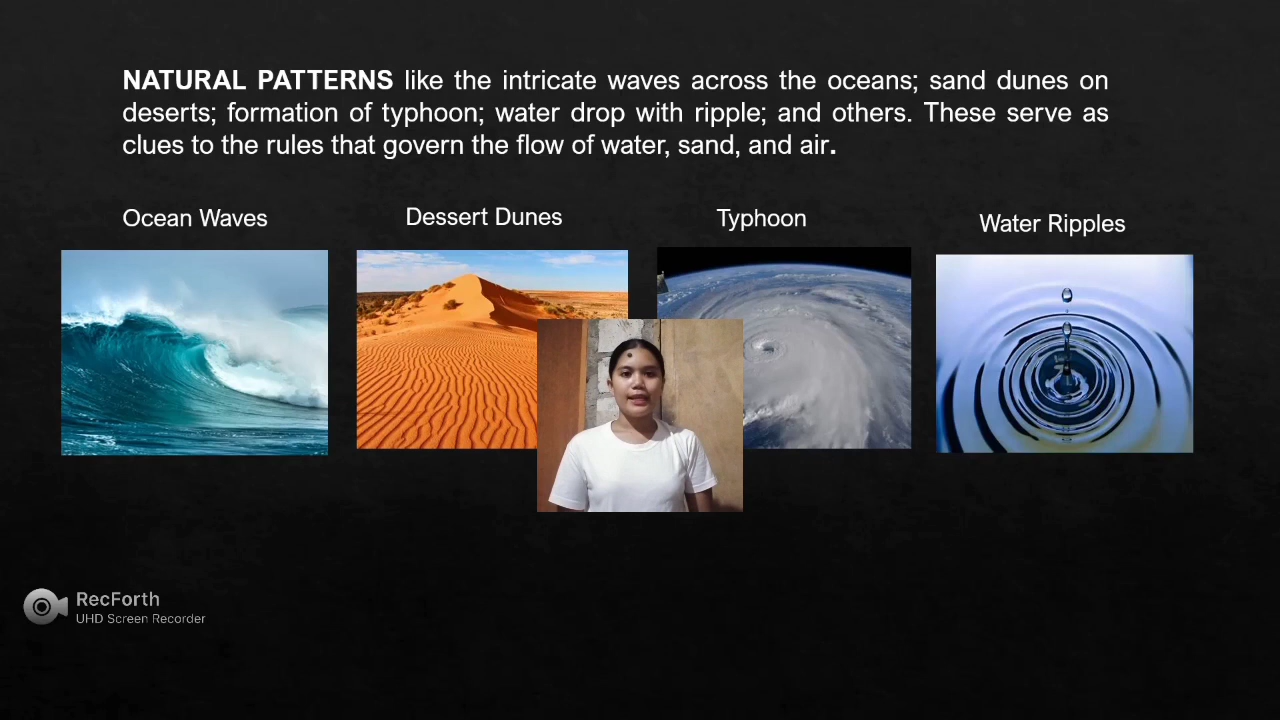 NATURAL PATTERNS like the intricate waves across the oceans; sand dunes on
deserts; formation of typhoon; water drop with ripple; and others. These serve as
clues to the rules that govern the flow of water, sand, and air.
Ocean Waves
Dessert Dunes
Typhoon
Water Ripples
RecForth
UHD Screen Recorder